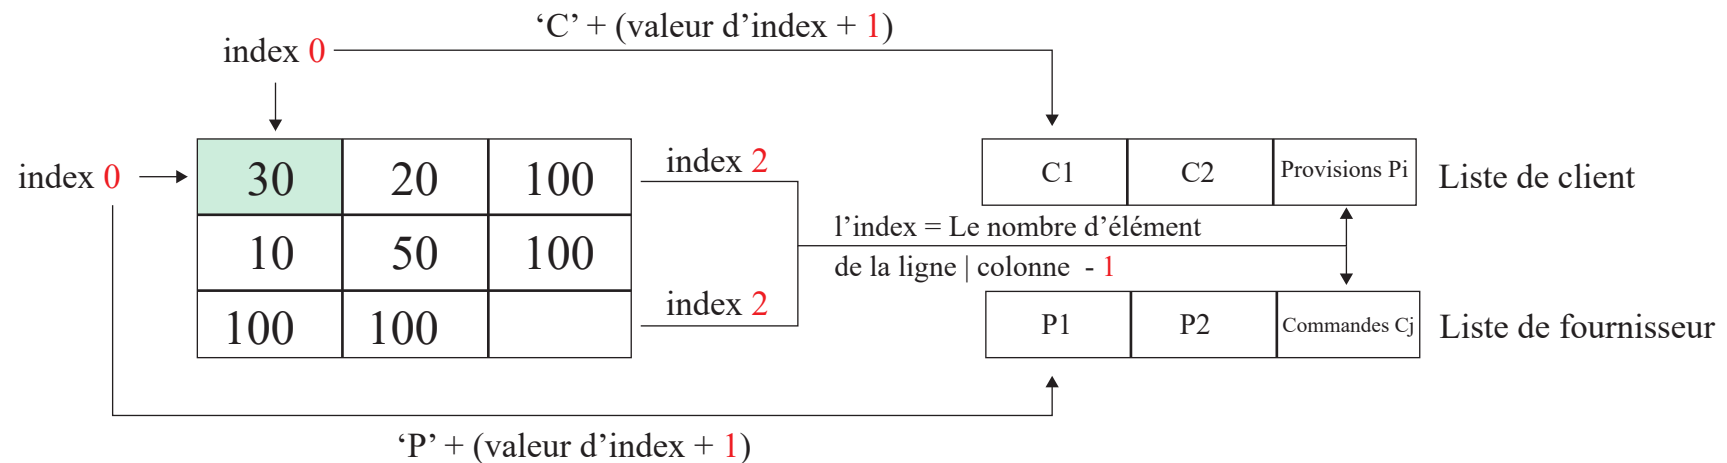 ‘C’ + (valeur d’index + 1)
index 0
index 0
30 20 100
10 50 100
100 100
index 2
index 2
l’index = Le nombre d’élément
de la ligne | colonne - 1
C1 C2 Provisions Pi
Liste de client
P1 P2 Commandes Cj
Liste de fournisseur
‘P’ + (valeur d’index + 1)